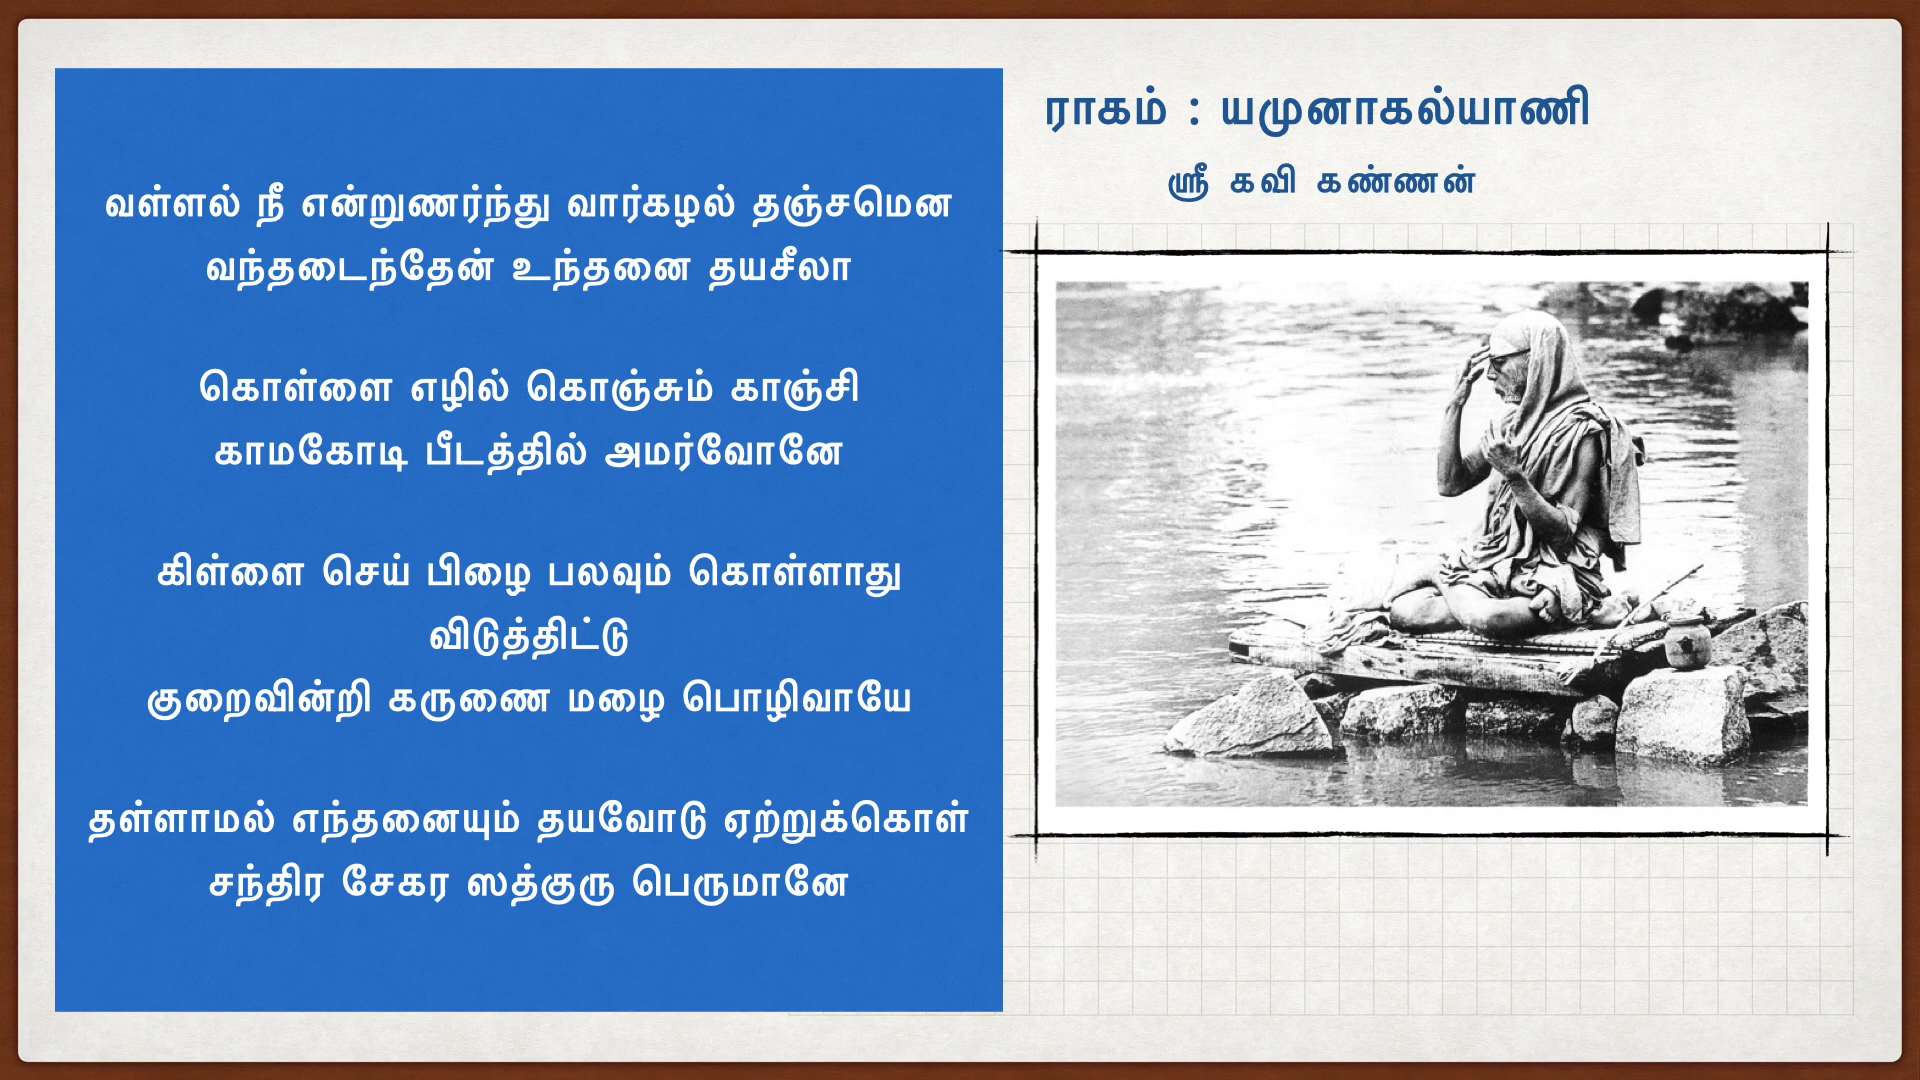 வள்ளல் நீ என்றுணர்ந்து வார்கழல் தஞ்சமென
வந்தடைந்தேன் உந்தனை தயசீலா
கொள்ளை எழில் கொஞ்சும் காஞ்சி
காமகோடி பீடத்தில் அமர்வோனே
கிள்ளை செய் பிழை பலவும் கொள்ளாது
விடுத்திட்டு
குறைவின்றி கருணை மழை பொழிவாயே
தள்ளாமல் எந்தனையும் தயவோடு ஏற்றுக்கொள்
சந்திர சேகர ஸத்குரு பெருமானே
ராகம் : யமுனாகல்யாணி
ஸ்ரீ கவி கண்ணன்